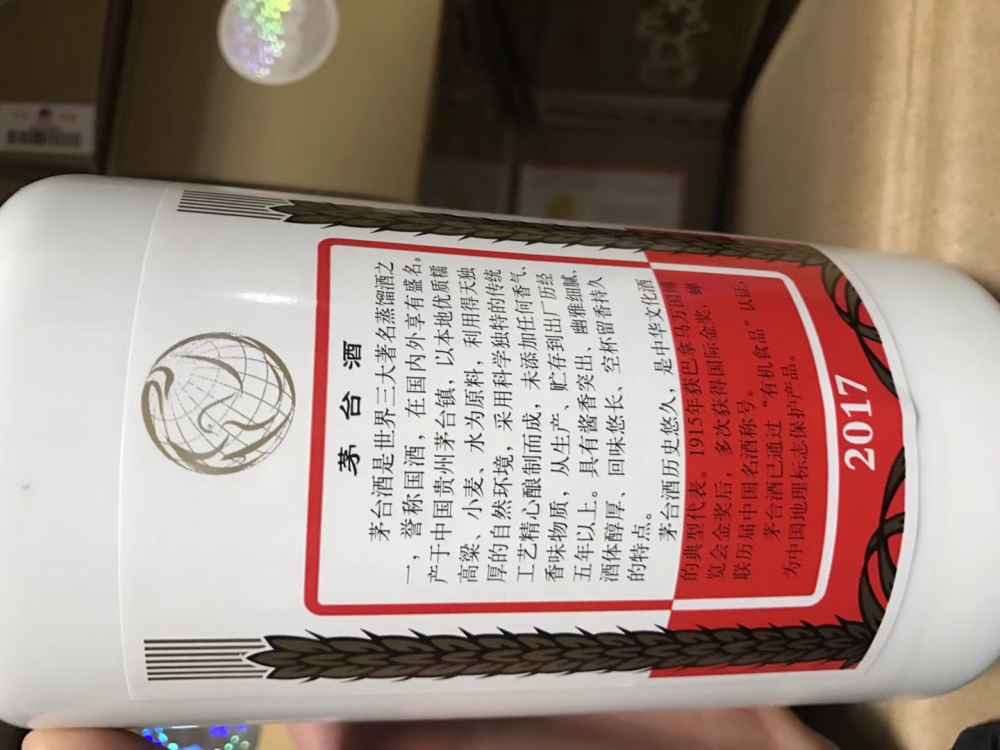 茅台酒
茅台酒是世界三大著名蒸馏酒之
一，誉称国酒，在国内外享有盛名。
产于中国贵州茅台镇，以本地优质糯
高粱、小麦、水为原料，利用得天独
厚的自然环境，采用科学独特的传统
工艺精心酿制而成，未添加任何香气、
香味物质，从生产、贮存到出厂历经
五年以上。具有酱香突出、幽雅细腻、
酒体醇厚、回味悠长、空杯留香持久
的特点。
茅台酒历史悠久，是中华文化酒
的典型代表。1915年获巴拿马万国博
览会金奖后，多次获得国际金奖，蝉
联历届中国名酒称号。
茅台酒已通过“有机食品”认证，
为中国地理标志保护产品。
2017